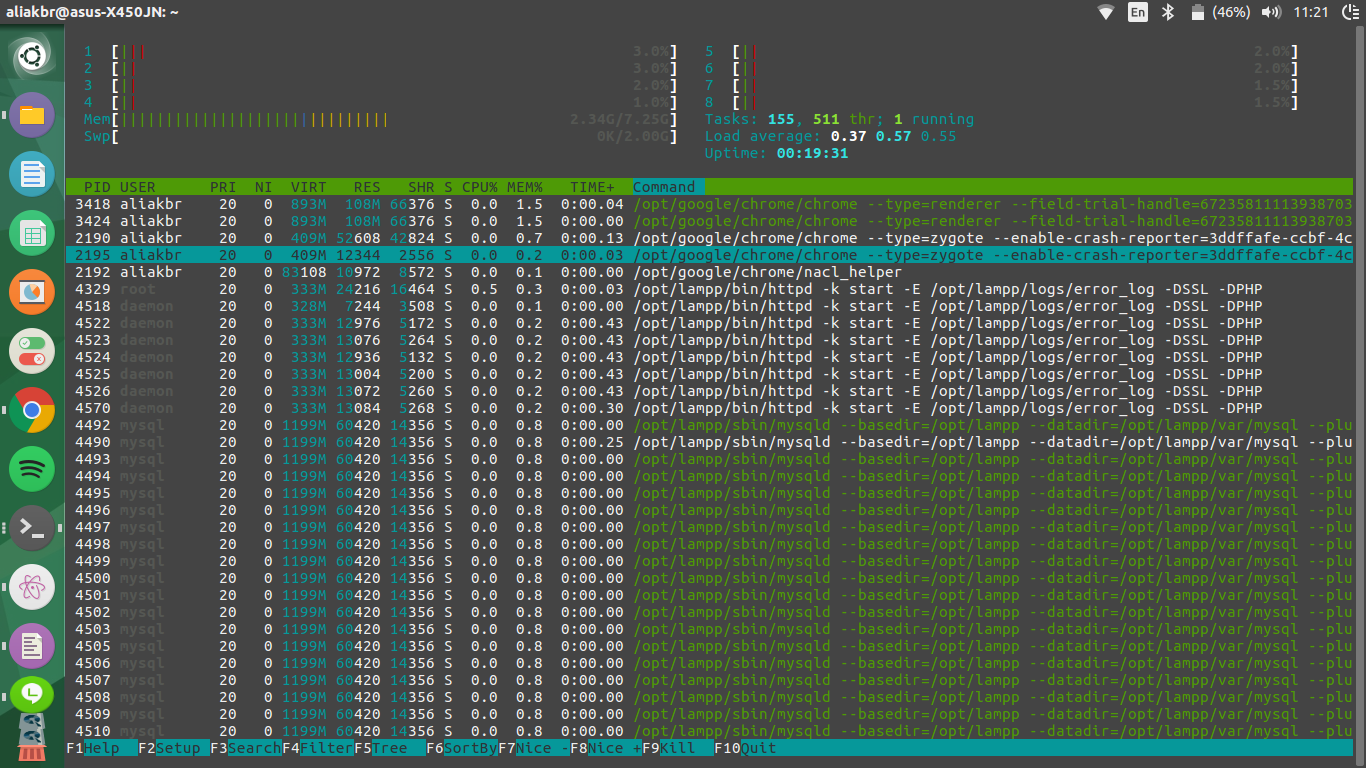 aliakbr@asus-X450JN: ~ En (46%) 11:21
1 [||| 3.0%] 5 [|| 2.0%]
2 [|| 3.0%] 6 [|| 2.0%]
3 [|| 2.0%] 7 [|| 1.5%]
4 [|| 1.0%] 8 [|| 1.5%]
Mem[|||||||||||||||||||||||||||||| 2.34G/7.25G] Tasks: 155, 511 thr; 1 running
Swp[ 0K/2.00G] Load average: 0.37 0.57 0.55
Uptime: 00:19:31
PID USER PRI NI VIRT RES SHR S CPU% MEM% TIME+ Command
3418 aliakbr 20 0 893M 108M 66376 S 0.0 1.5 0:00.04 /opt/google/chrome/chrome --type=renderer --field-trial-handle=67235811113938703
3424 aliakbr 20 0 893M 108M 66376 S 0.0 1.5 0:00.00 /opt/google/chrome/chrome --type=renderer --field-trial-handle=67235811113938703
2190 aliakbr 20 0 409M 52608 42824 S 0.0 0.7 0:00.13 /opt/google/chrome/chrome --type=zygote --enable-crash-reporter=3ddffafe-ccbf-4c
2195 aliakbr 20 0 409M 12344 2556 S 0.0 0.2 0:00.03 /opt/google/chrome/chrome --type=zygote --enable-crash-reporter=3ddffafe-ccbf-4c
2192 aliakbr 20 0 83108 10972 8572 S 0.0 0.1 0:00.00 /opt/google/chrome/nacl_helper
4329 root 20 0 333M 24216 16464 S 0.5 0.3 0:00.03 /opt/lampp/bin/httpd -k start -E /opt/lampp/logs/error_log -DSSL -DPHP
4518 daemon 20 0 328M 7244 3508 S 0.0 0.1 0:00.00 /opt/lampp/bin/httpd -k start -E /opt/lampp/logs/error_log -DSSL -DPHP
4522 daemon 20 0 333M 12976 5172 S 0.0 0.2 0:00.43 /opt/lampp/bin/httpd -k start -E /opt/lampp/logs/error_log -DSSL -DPHP
4523 daemon 20 0 333M 13076 5264 S 0.0 0.2 0:00.43 /opt/lampp/bin/httpd -k start -E /opt/lampp/logs/error_log -DSSL -DPHP
4524 daemon 20 0 333M 12936 5132 S 0.0 0.2 0:00.43 /opt/lampp/bin/httpd -k start -E /opt/lampp/logs/error_log -DSSL -DPHP
4525 daemon 20 0 333M 13004 5200 S 0.0 0.2 0:00.43 /opt/lampp/bin/httpd -k start -E /opt/lampp/logs/error_log -DSSL -DPHP
4526 daemon 20 0 333M 13072 5260 S 0.0 0.2 0:00.43 /opt/lampp/bin/httpd -k start -E /opt/lampp/logs/error_log -DSSL -DPHP
4570 daemon 20 0 333M 13084 5268 S 0.0 0.2 0:00.30 /opt/lampp/bin/httpd -k start -E /opt/lampp/logs/error_log -DSSL -DPHP
4492 mysql 20 0 1199M 60420 14356 S 0.0 0.8 0:00.00 /opt/lampp/sbin/mysqld --basedir=/opt/lampp --datadir=/opt/lampp/var/mysql --plu
4490 mysql 20 0 1199M 60420 14356 S 0.0 0.8 0:00.25 /opt/lampp/sbin/mysqld --basedir=/opt/lampp --datadir=/opt/lampp/var/mysql --plu
4493 mysql 20 0 1199M 60420 14356 S 0.0 0.8 0:00.00 /opt/lampp/sbin/mysqld --basedir=/opt/lampp --datadir=/opt/lampp/var/mysql --plu
4494 mysql 20 0 1199M 60420 14356 S 0.0 0.8 0:00.00 /opt/lampp/sbin/mysqld --basedir=/opt/lampp --datadir=/opt/lampp/var/mysql --plu
4495 mysql 20 0 1199M 60420 14356 S 0.0 0.8 0:00.00 /opt/lampp/sbin/mysqld --basedir=/opt/lampp --datadir=/opt/lampp/var/mysql --plu
4496 mysql 20 0 1199M 60420 14356 S 0.0 0.8 0:00.00 /opt/lampp/sbin/mysqld --basedir=/opt/lampp --datadir=/opt/lampp/var/mysql --plu
4497 mysql 20 0 1199M 60420 14356 S 0.0 0.8 0:00.00 /opt/lampp/sbin/mysqld --basedir=/opt/lampp --datadir=/opt/lampp/var/mysql --plu
4498 mysql 20 0 1199M 60420 14356 S 0.0 0.8 0:00.00 /opt/lampp/sbin/mysqld --basedir=/opt/lampp --datadir=/opt/lampp/var/mysql --plu
4499 mysql 20 0 1199M 60420 14356 S 0.0 0.8 0:00.00 /opt/lampp/sbin/mysqld --basedir=/opt/lampp --datadir=/opt/lampp/var/mysql --plu
4500 mysql 20 0 1199M 60420 14356 S 0.0 0.8 0:00.00 /opt/lampp/sbin/mysqld --basedir=/opt/lampp --datadir=/opt/lampp/var/mysql --plu
4501 mysql 20 0 1199M 60420 14356 S 0.0 0.8 0:00.00 /opt/lampp/sbin/mysqld --basedir=/opt/lampp --datadir=/opt/lampp/var/mysql --plu
4502 mysql 20 0 1199M 60420 14356 S 0.0 0.8 0:00.00 /opt/lampp/sbin/mysqld --basedir=/opt/lampp --datadir=/opt/lampp/var/mysql --plu
4503 mysql 20 0 1199M 60420 14356 S 0.0 0.8 0:00.00 /opt/lampp/sbin/mysqld --basedir=/opt/lampp --datadir=/opt/lampp/var/mysql --plu
4505 mysql 20 0 1199M 60420 14356 S 0.0 0.8 0:00.00 /opt/lampp/sbin/mysqld --basedir=/opt/lampp --datadir=/opt/lampp/var/mysql --plu
4506 mysql 20 0 1199M 60420 14356 S 0.0 0.8 0:00.00 /opt/lampp/sbin/mysqld --basedir=/opt/lampp --datadir=/opt/lampp/var/mysql --plu
4507 mysql 20 0 1199M 60420 14356 S 0.0 0.8 0:00.00 /opt/lampp/sbin/mysqld --basedir=/opt/lampp --datadir=/opt/lampp/var/mysql --plu
4508 mysql 20 0 1199M 60420 14356 S 0.0 0.8 0:00.00 /opt/lampp/sbin/mysqld --basedir=/opt/lampp --datadir=/opt/lampp/var/mysql --plu
4509 mysql 20 0 1199M 60420 14356 S 0.0 0.8 0:00.00 /opt/lampp/sbin/mysqld --basedir=/opt/lampp --datadir=/opt/lampp/var/mysql --plu
4510 mysql 20 0 1199M 60420 14356 S 0.0 0.8 0:00.00 /opt/lampp/sbin/mysqld --basedir=/opt/lampp --datadir=/opt/lampp/var/mysql --plu
F1Help F2Setup F3SearchF4FilterF5Tree F6SortByF7Nice -F8Nice +F9Kill F10Quit